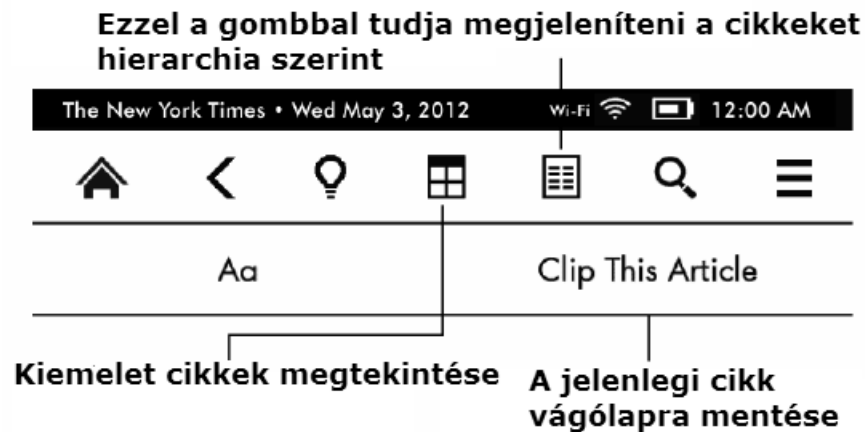 Ezzel a gombbal tudja megjeleníteni a cikkeket
hierarchia szerint
The New York Times • Wed May 3, 2012 Wi-Fi 12:00 AM
Aa Clip This Article
Kiemelet cikkek megtekintése
A jelenlegi cikk
vágólapra mentése